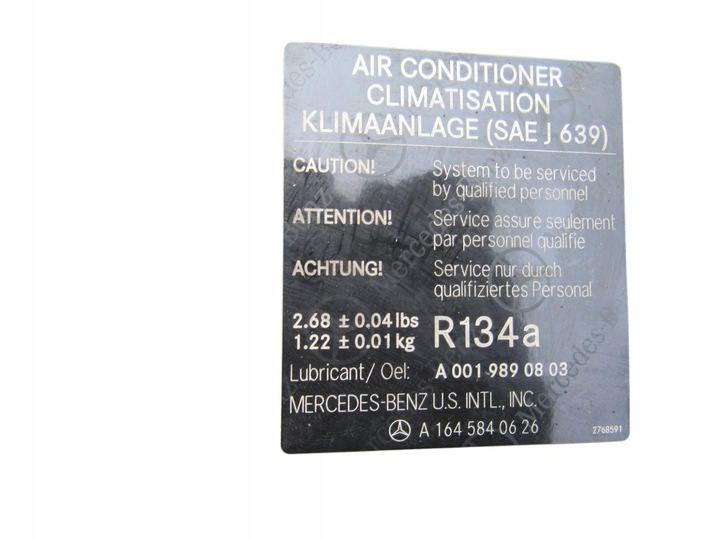 AIR CONDITIONER
CLIMATISATION
KLIMAANLAGE (SAE J 639)
CAUTION! System to be serviced
by qualified personnel
ATTENTION! Service assure seulement
par personnel qualifie
ACHTUNG! Service nur durch
qualifiziertes Personal
2.68 ± 0.04 lbs R134a
1.22 ± 0.01 kg
Lubricant/ Oel: A 001 989 08 03
MERCEDES-BENZ U.S. INTL., INC.
A 164 584 06 26 2768591